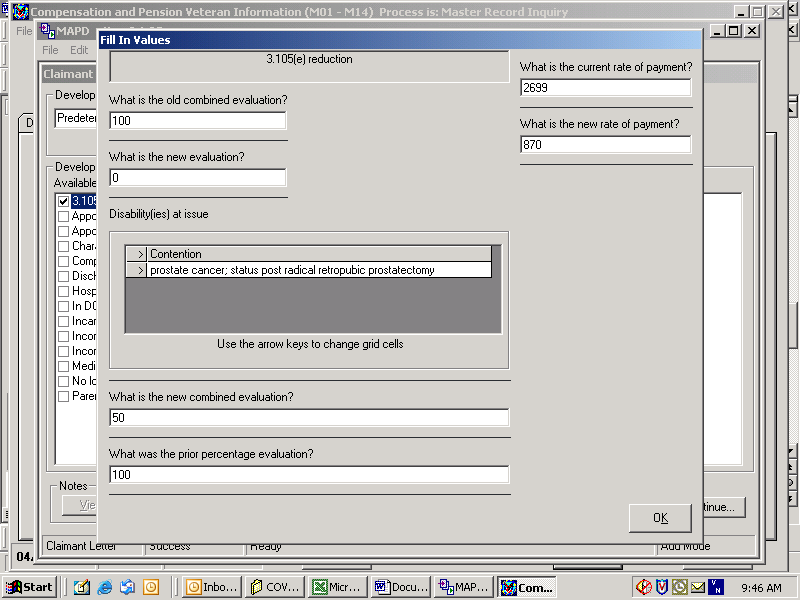 Compensation and Pension Veteran Information (M01 - M14) Process is: Master Record Inquiry
File
MAPD
File Edit
Fill In Values
Claimant
3.105(e) reduction
What is the current rate of payment?
2699
Develop
Predeter
What is the old combined evaluation?
100
What is the new rate of payment?
870
What is the new evaluation?
0
Develop
Available
Disability(ies) at issue
3.105
Appo
Appo
Chara
Comp
Disch
Hosp
In DO
Incar
Incor
Incor
Medi
No lo
Parer
> Contention
> prostate cancer; status post radical retropubic prostatectomy
Use the arrow keys to change grid cells
What is the new combined evaluation?
50
What was the prior percentage evaluation?
100
Notes
Vie
OK
tinue...
Claimant Letter Success Ready Add Mode
04
Start Inbo... COV... Micr... Docu... MAP... Com... 9:46 AM